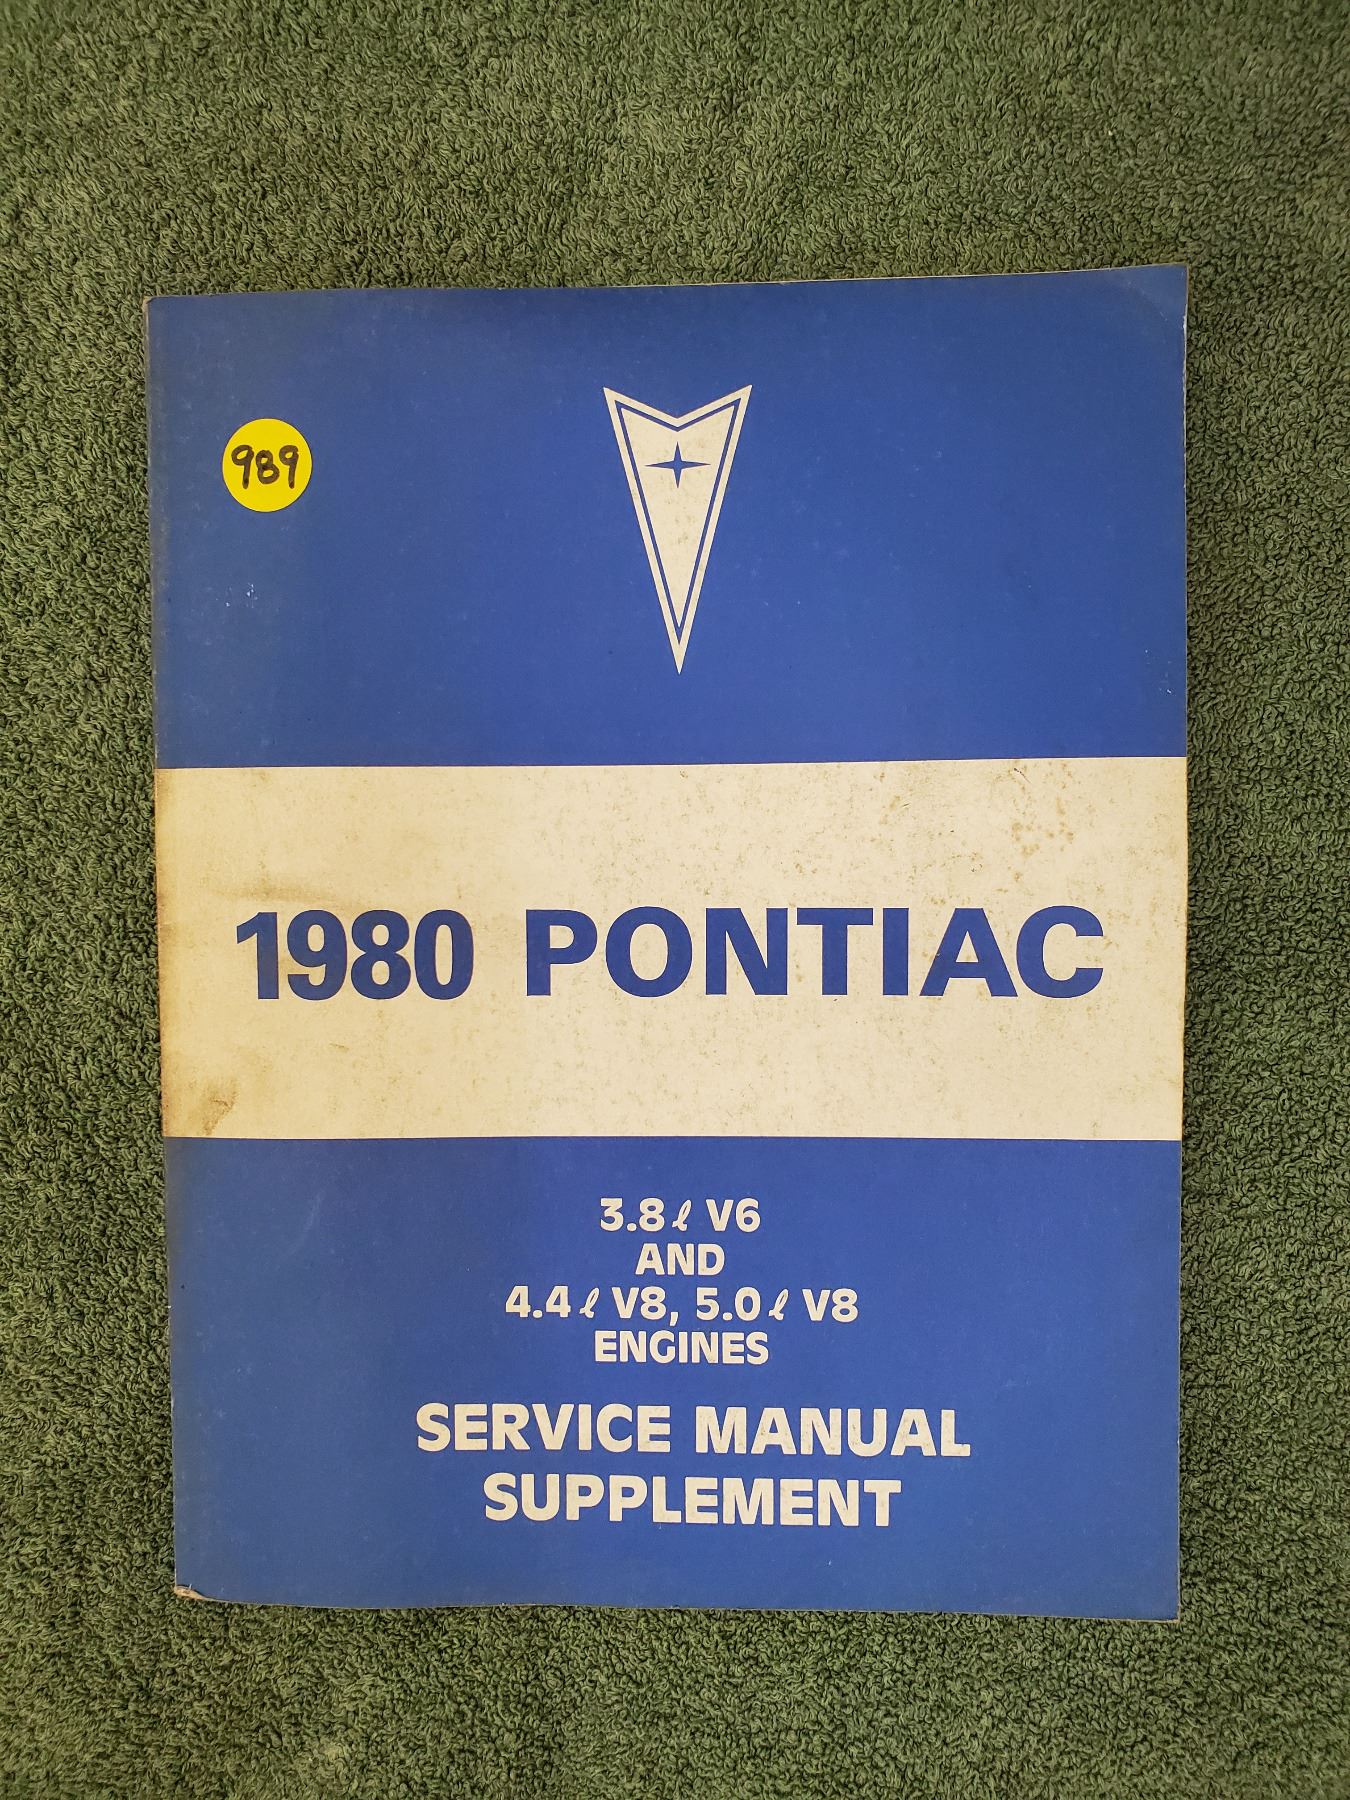 989
1980 PONTIAC
3.8ℓ V6
AND
4.4ℓ V8, 5.0ℓ V8
ENGINES
SERVICE MANUAL
SUPPLEMENT